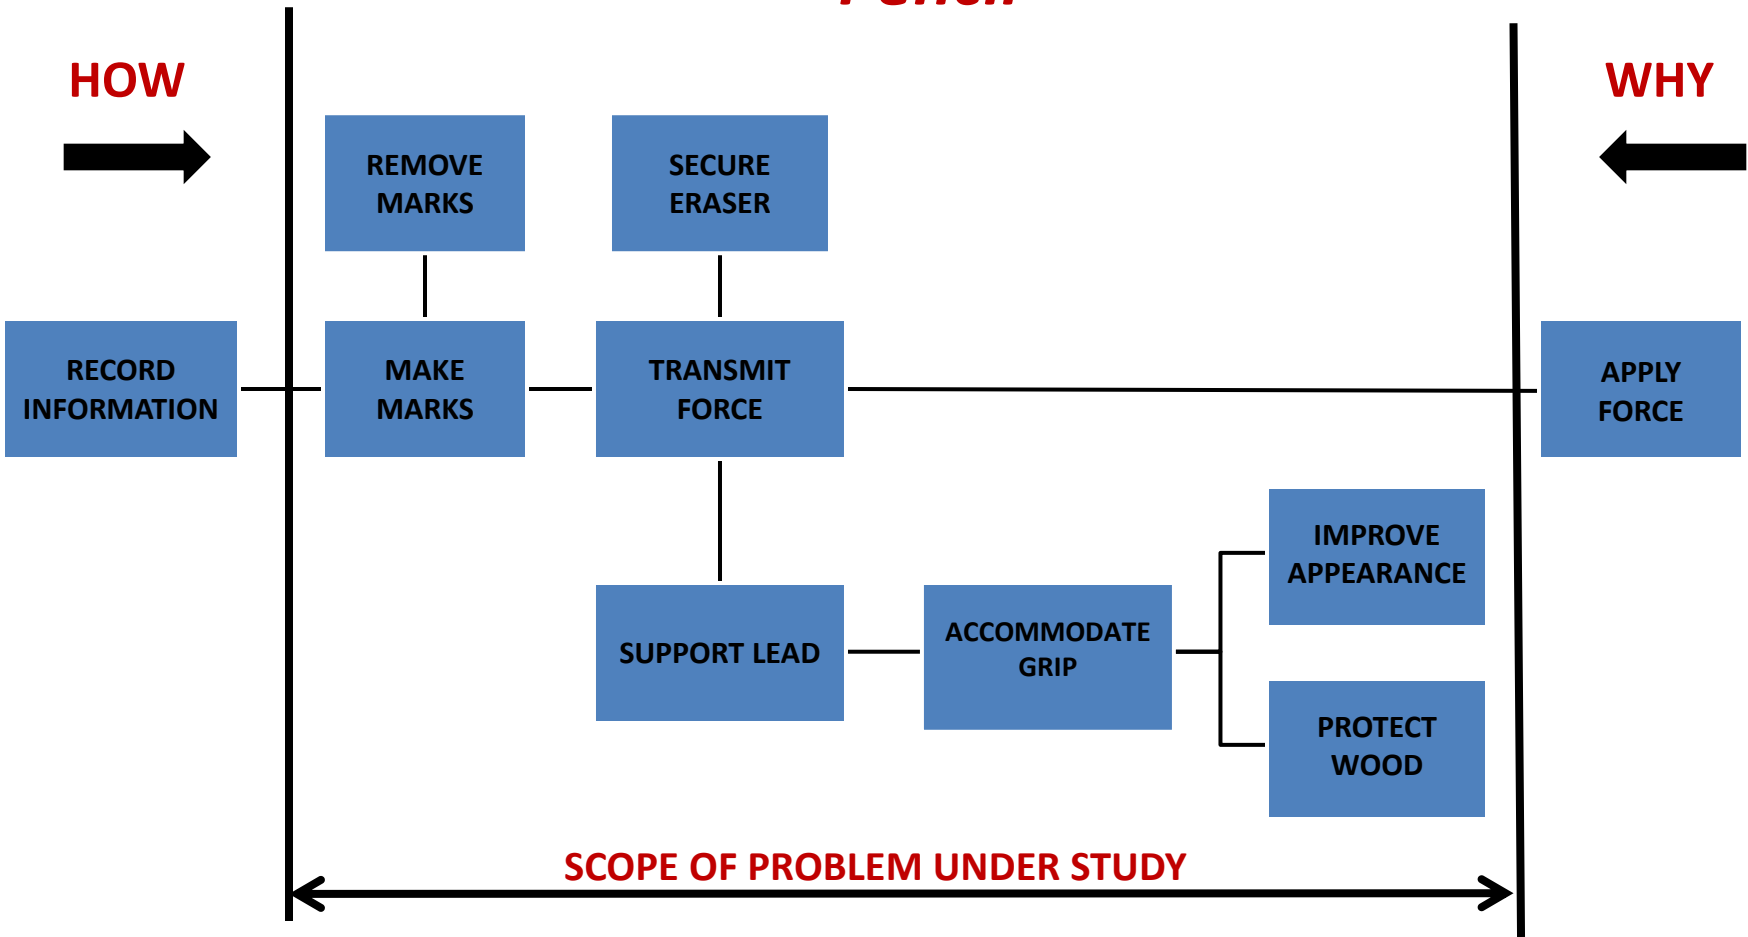 HOW
WHY
REMOVE
MARKS
SECURE
ERASER
RECORD
INFORMATION
MAKE
MARKS
TRANSMIT
FORCE
APPLY
FORCE
IMPROVE
APPEARANCE
SUPPORT LEAD
ACCOMMODATE
GRIP
PROTECT
WOOD
SCOPE OF PROBLEM UNDER STUDY